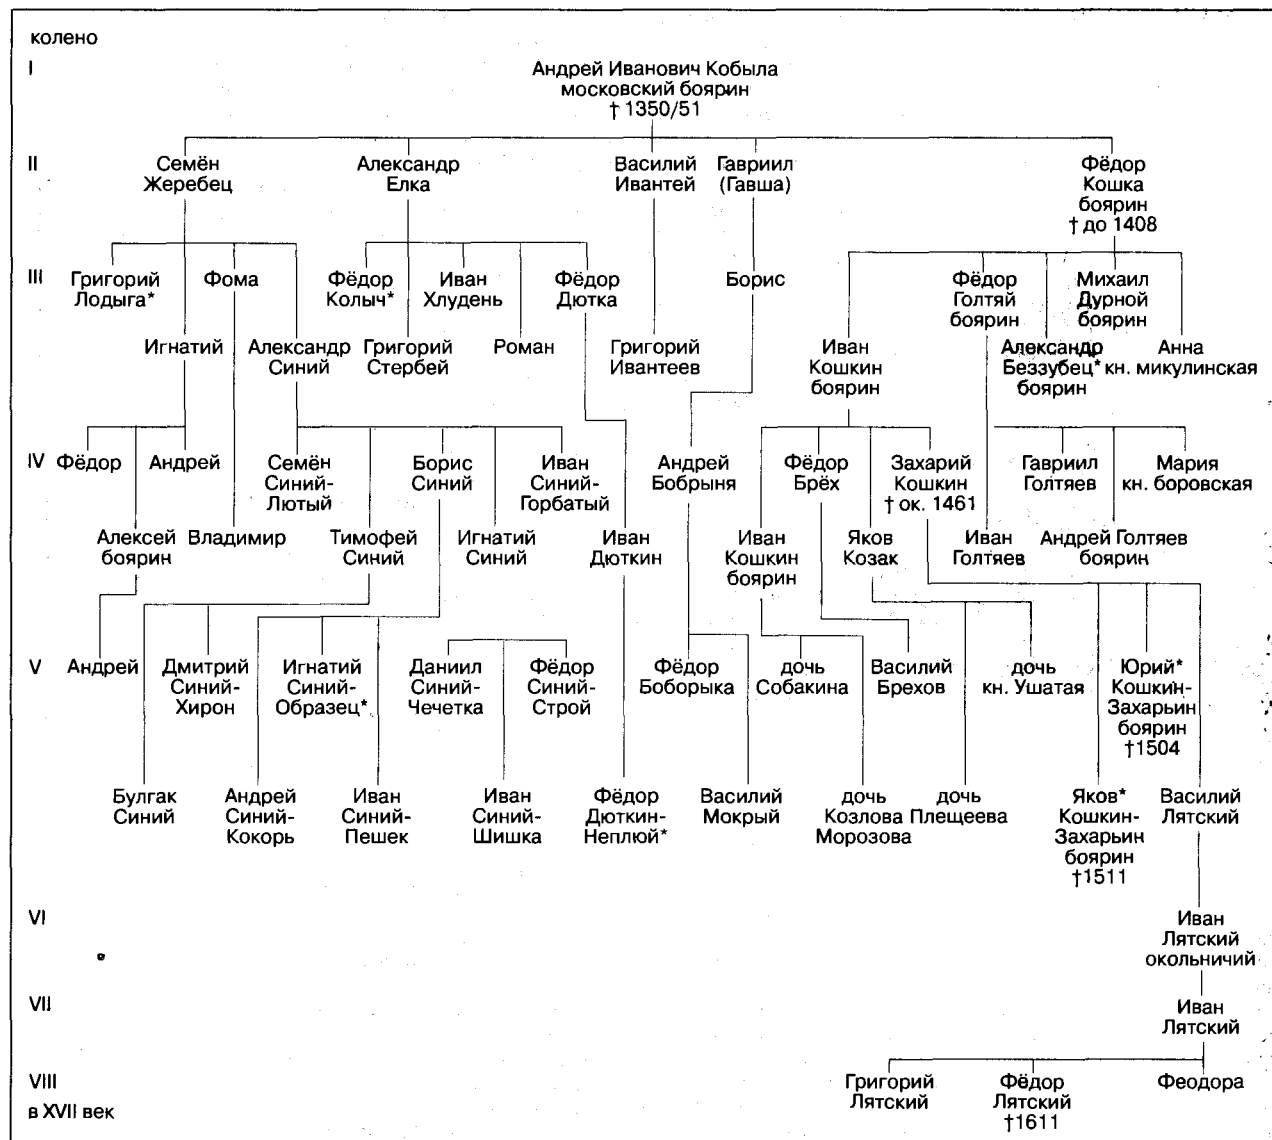 колено
I
Андрей Иванович Кобыла
московский боярин
† 1350/51
II
Семён
Жеребец
Александр
Елка
Василий
Ивантей
Гавриил
(Гавша)
Фёдор
Кошка
боярин
† до 1408
III
Григорий
Лодыга*
Фома
Фёдор
Колыч*
Иван
Хлудень
Фёдор
Дютка
Борис
Фёдор
Голтяй
боярин
Михаил
Дурной
боярин
Игнатий
Александр
Синий
Григорий
Стербей
Роман
Григорий
Ивантеев
Иван
Кошкин
боярин
Александр
Беззубец*
боярин
Анна
кн. микулинская
IV
Фёдор
Андрей
Семён
Синий-
Лютый
Борис
Синий
Иван
Синий-
Горбатый
Андрей
Бобрыня
Фёдор
Брёх
Захарий
Кошкин
† ок. 1461
Гавриил
Голтяев
Мария
кн. боровская
Алексей
боярин
Владимир
Тимофей
Синий
Игнатий
Синий
Иван
Дюткин
Иван
Кошкин
боярин
Яков
Козак
Иван
Голтяев
Андрей Голтяев
боярин
V
Андрей
Дмитрий
Синий-
Хирон
Игнатий
Синий-
Образец*
Даниил
Синий-
Чечетка
Фёдор
Синий-
Строй
Фёдор
Боборыка
дочь
Собакина
Василий
Брехов
дочь
кн. Ушатая
Юрий*
Кошкин-
Захарьин
боярин
†1504
Булгак
Синий
Андрей
Синий-
Кокорь
Иван
Синий-
Пешек
Иван
Синий-
Шишка
Фёдор
Дюткин-
Неплюй*
Василий
Мокрый
дочь
Козлова
Морозова
дочь
Плещеева
Яков*
Кошкин-
Захарьин
боярин
†1511
Василий
Лятский
VI
Иван
Лятский
окольничий
VII
Иван
Лятский
VIII
в XVII век
Григорий
Лятский
Фёдор
Лятский
†1611
Феодора